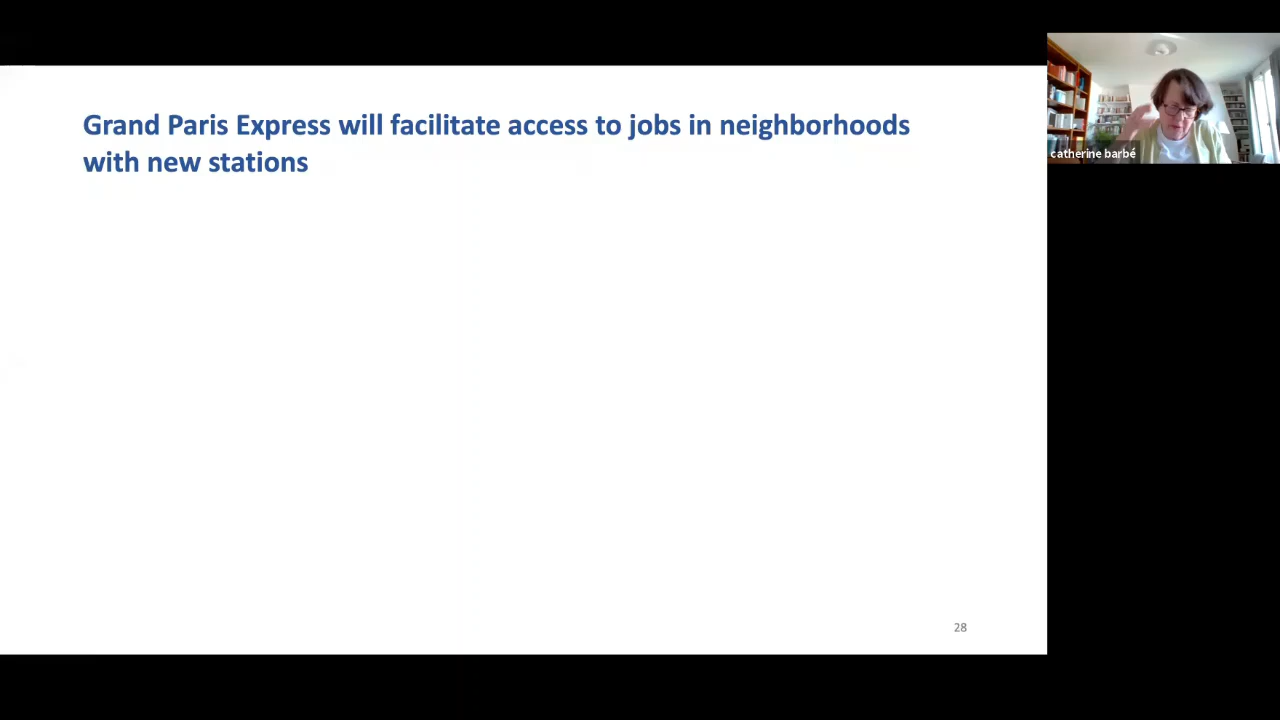 Grand Paris Express will facilitate access to jobs in neighborhoods
with new stations
catherine barbé
28